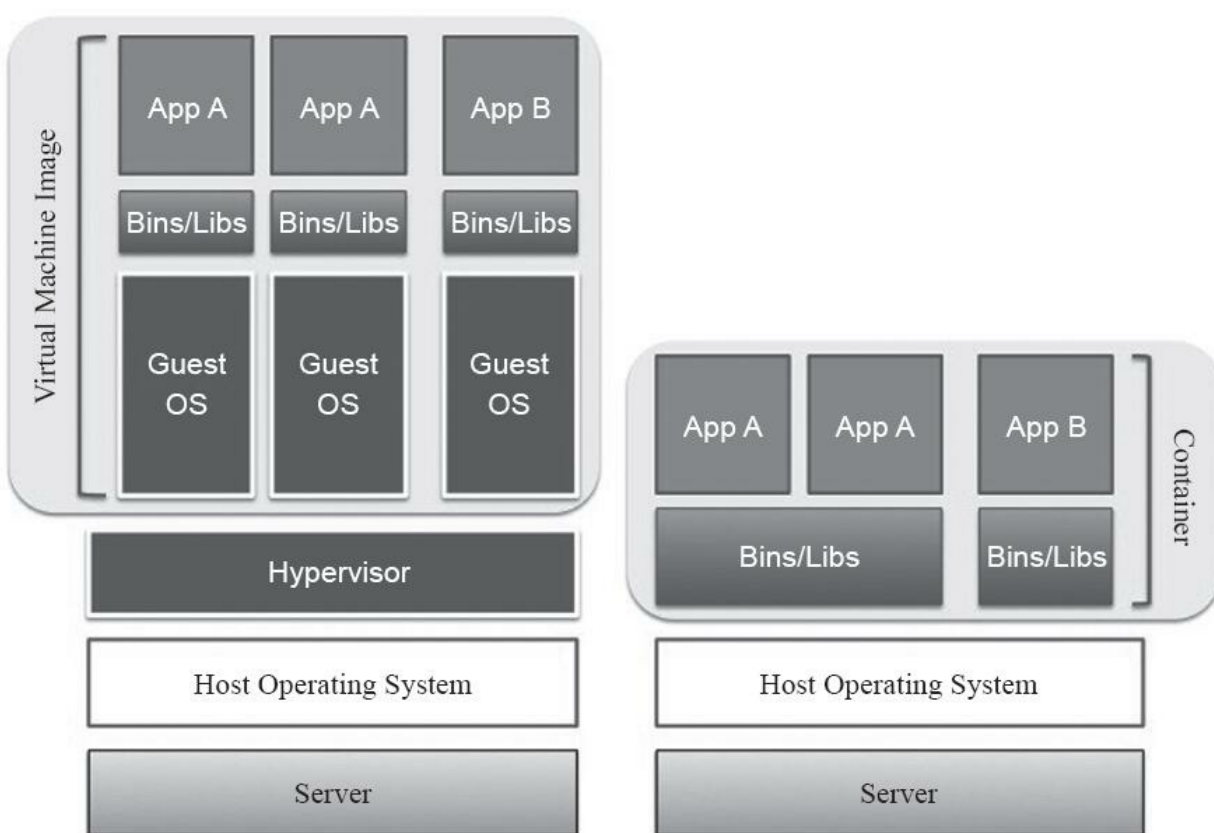 Virtual Machine Image
App A
App A
App B
Bins/Libs
Bins/Libs
Bins/Libs
Guest
OS
Guest
OS
Guest
OS
Hypervisor
Host Operating System
Server
App A
App A
App B
Bins/Libs
Bins/Libs
Container
Host Operating System
Server